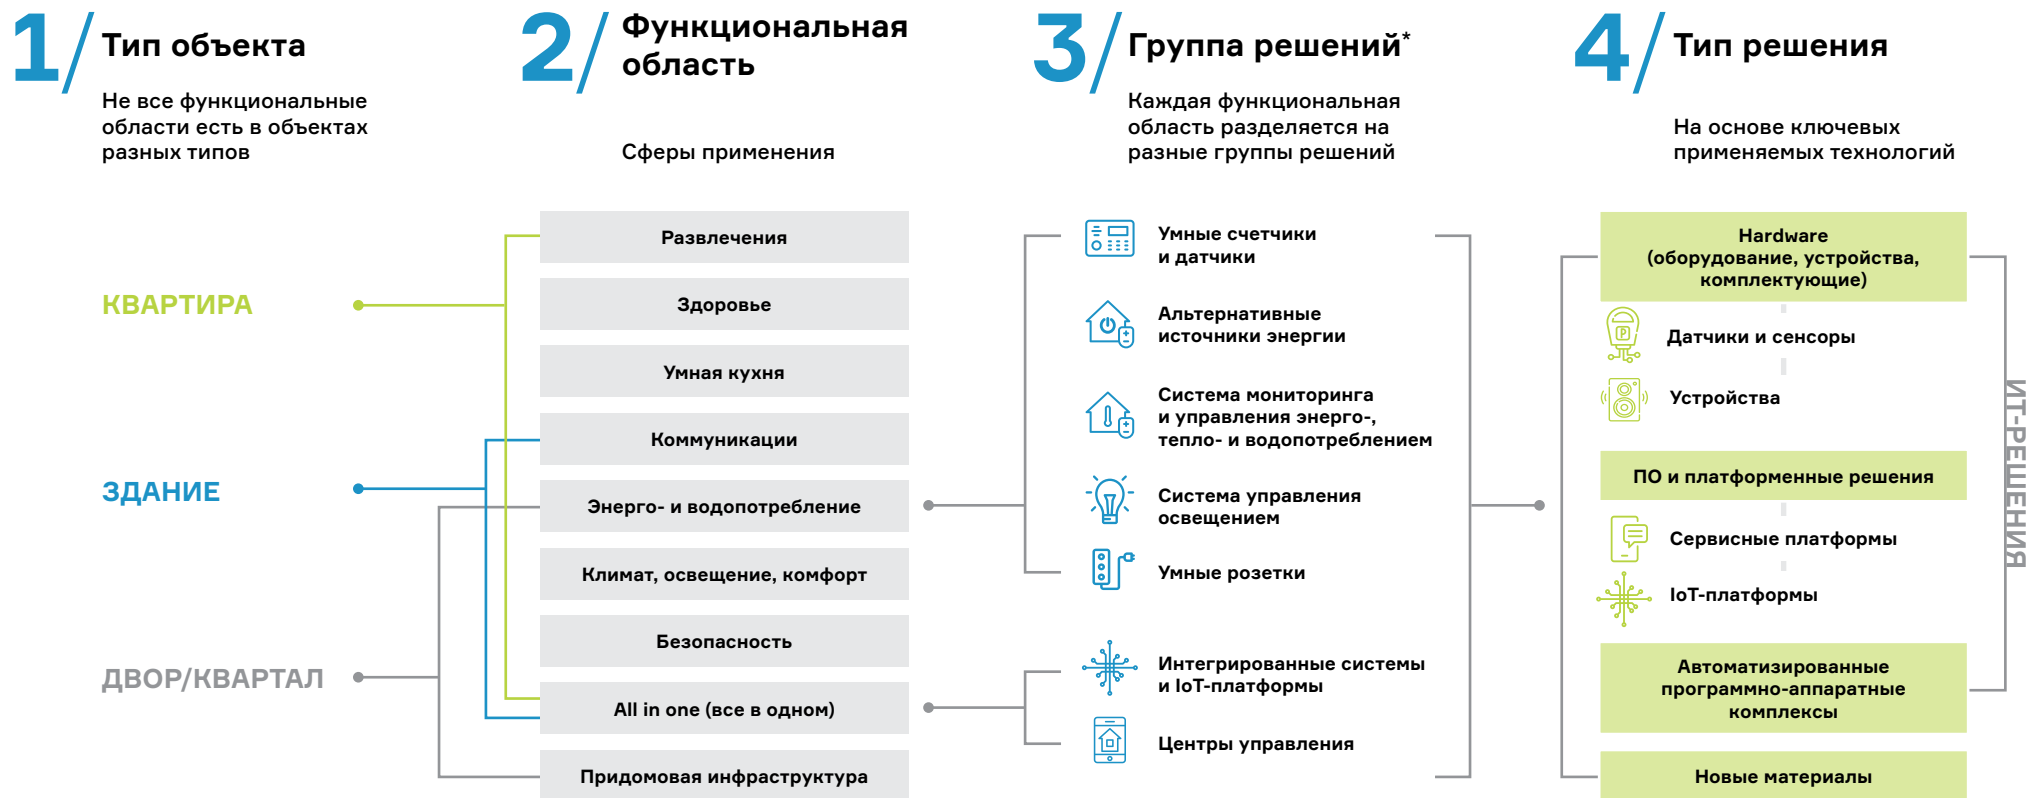 1/ Тип объекта
Не все функциональные
области есть в объектах
разных типов
КВАРТИРА
ЗДАНИЕ
ДВОР/КВАРТАЛ
2/ Функциональная
область
Сферы применения
Развлечения
Здоровье
Умная кухня
Коммуникации
Энерго- и водопотребление
Климат, освещение, комфорт
Безопасность
All in one (все в одном)
Придомовая инфраструктура
3/ Группа решений*
Каждая функциональная
область разделяется на
разные группы решений
Умные счетчики
и датчики
Альтернативные
источники энергии
Система мониторинга
и управления энерго-,
тепло- и водопотреблением
Система управления
освещением
Умные розетки
Интегрированные системы
и IoT-платформы
Центры управления
4/ Тип решения
На основе ключевых
применяемых технологий
Hardware
(оборудование, устройства,
комплектующие)
P
Датчики и сенсоры
Устройства
ПО и платформенные решения
Сервисные платформы
IoT-платформы
Автоматизированные
программно-аппаратные
комплексы
Новые материалы
ИТ-РЕШЕНИЯ